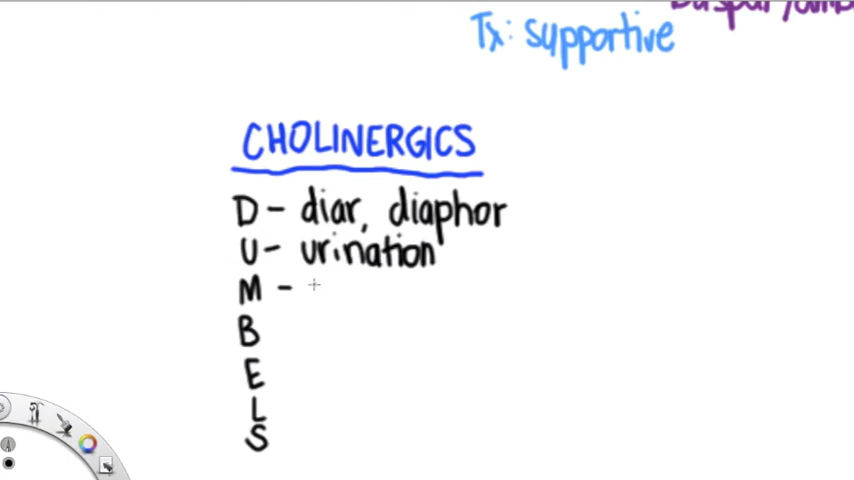 Tx: supportive
CHOLINERGICS
D - diar, diaphor
U - urination
M -
B
E
L
S